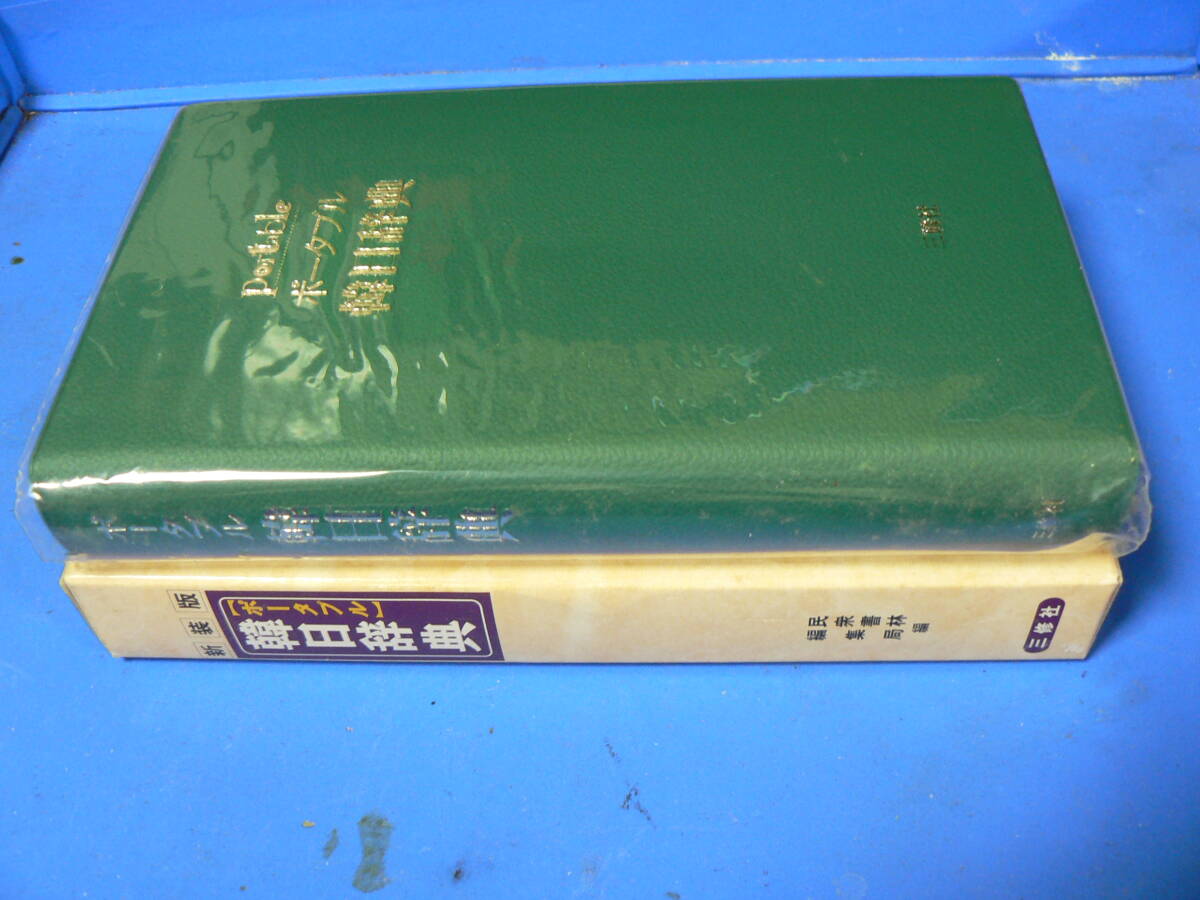 Portable
ポータブル
韓日辞典
三修社
ポータブル 韓日辞典
新装版
[ポータブル]
韓日辞典
民衆書林
編集局 編
三修社